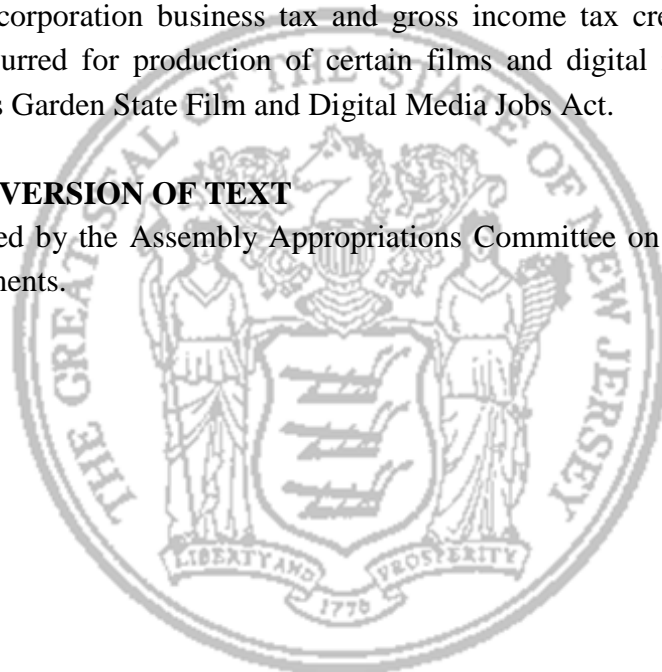 corporation business tax and gross income tax cre
urred for production of certain films and digital
s Garden State Film and Digital Media Jobs Act.
VERSION OF TEXT
ed by the Assembly Appropriations Committee on
nents.
THE GREAT SEAL OF THE STATE OF NEW JERSEY
LIBERTY AND PROSPERITY
1776